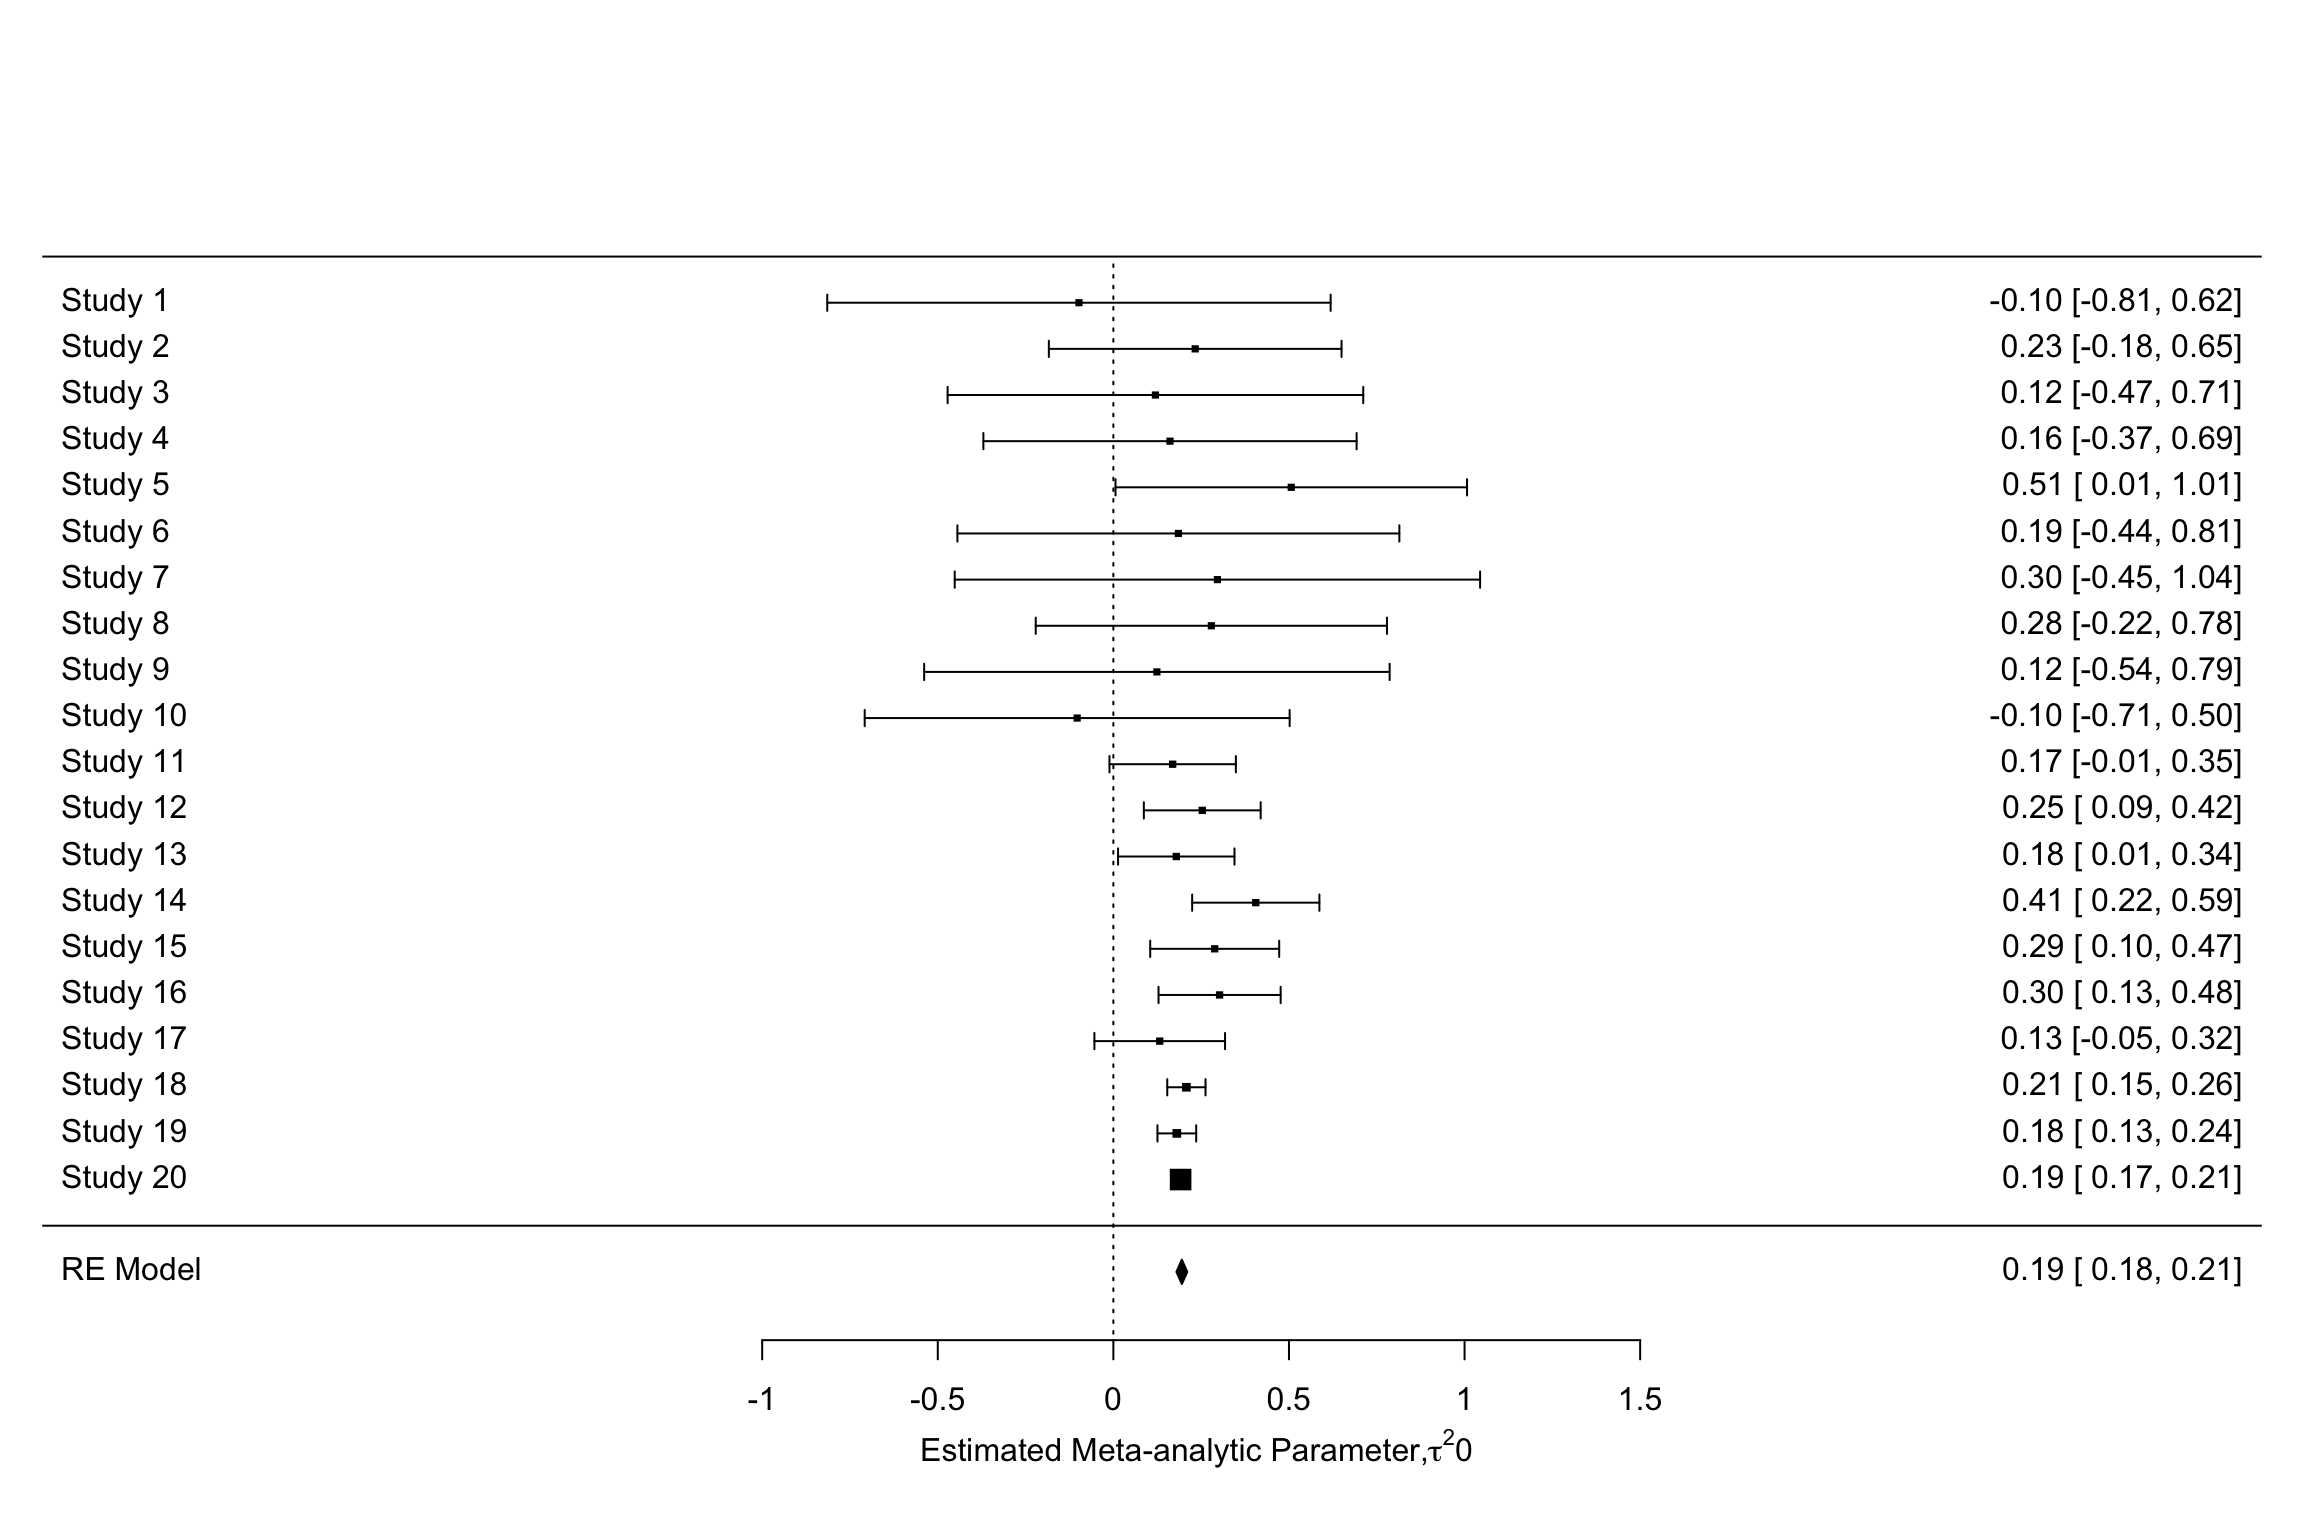 Study 1 -0.10 [-0.81, 0.62]
Study 2 0.23 [-0.18, 0.65]
Study 3 0.12 [-0.47, 0.71]
Study 4 0.16 [-0.37, 0.69]
Study 5 0.51 [ 0.01, 1.01]
Study 6 0.19 [-0.44, 0.81]
Study 7 0.30 [-0.45, 1.04]
Study 8 0.28 [-0.22, 0.78]
Study 9 0.12 [-0.54, 0.79]
Study 10 -0.10 [-0.71, 0.50]
Study 11 0.17 [-0.01, 0.35]
Study 12 0.25 [ 0.09, 0.42]
Study 13 0.18 [ 0.01, 0.34]
Study 14 0.41 [ 0.22, 0.59]
Study 15 0.29 [ 0.10, 0.47]
Study 16 0.30 [ 0.13, 0.48]
Study 17 0.13 [-0.05, 0.32]
Study 18 0.21 [ 0.15, 0.26]
Study 19 0.18 [ 0.13, 0.24]
Study 20 0.19 [ 0.17, 0.21]
RE Model 0.19 [ 0.18, 0.21]
-1 -0.5 0 0.5 1 1.5
Estimated Meta-analytic Parameter,τ²0